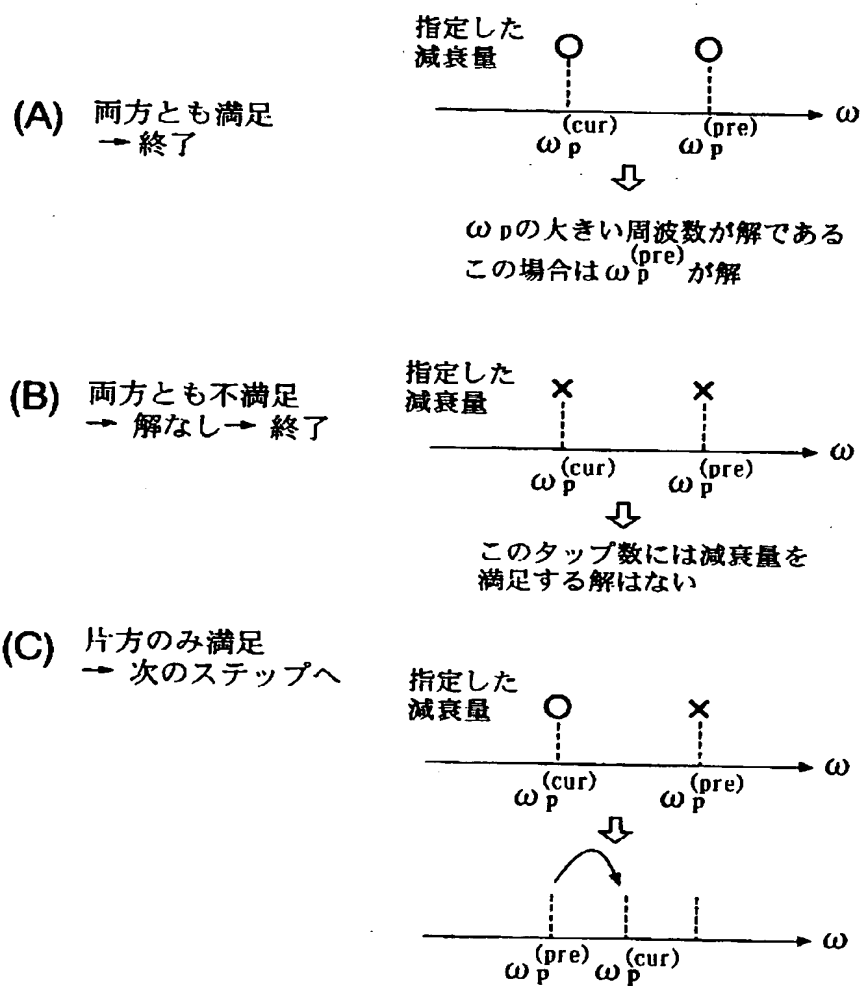 指定した
減衰量
(A) 両方とも満足
→ 終了
ω
ωp(cur) ωp(pre)
ωpの大きい周波数が解である
この場合はωp(pre)が解
(B) 両方とも不満足
→ 解なし→ 終了
指定した
減衰量
ω
ωp(cur) ωp(pre)
このタップ数には減衰量を
満足する解はない
(C) 片方のみ満足
→ 次のステップへ
指定した
減衰量
ω
ωp(cur) ωp(pre)
ω
ωp(pre) ωp(cur)